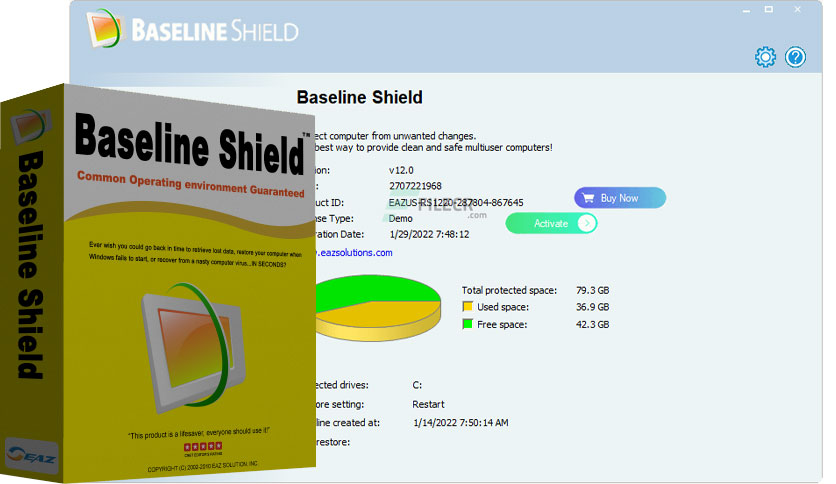 BASELINE SHIELD
Baseline Shield
ect computer from unwanted changes.
best way to provide clean and safe multiuser computers!
ion: v12.0
: 2707221968
uct ID: EAZUS-RS1220-287804-867645
nse Type: Demo
ration Date: 1/29/2022 7:48:12
.eazsolutions.com
Buy Now
Activate
FILECR
.com
Total protected space: 79.3 GB
Used space: 36.9 GB
Free space: 42.3 GB
ected drives: C:
ore setting: Restart
line created at: 1/14/2022 7:50:14 AM
restore:
Baseline Shield™
Common Operating environment Guaranteed
Ever wish you could go back in time to retrieve lost data, restore your computer when
Windows fails to start, or recover from a nasty computer virus...IN SECONDS?
"This product is a lifesaver, everyone should use it!"
COPYRIGHT (C) 2002-2010 EAZ SOLUTION, INC.
Baseline Shield
EAZ